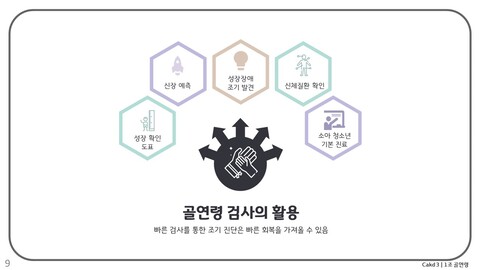 성장장애
조기 발견
신장 예측
신체질환 확인
성장 확인
도표
소아 청소년
기본 진료
골연령 검사의 활용
빠른 검사를 통한 조기 진단은 빠른 회복을 가져올 수 있음
9
Cakd 3 | 1조 골연령